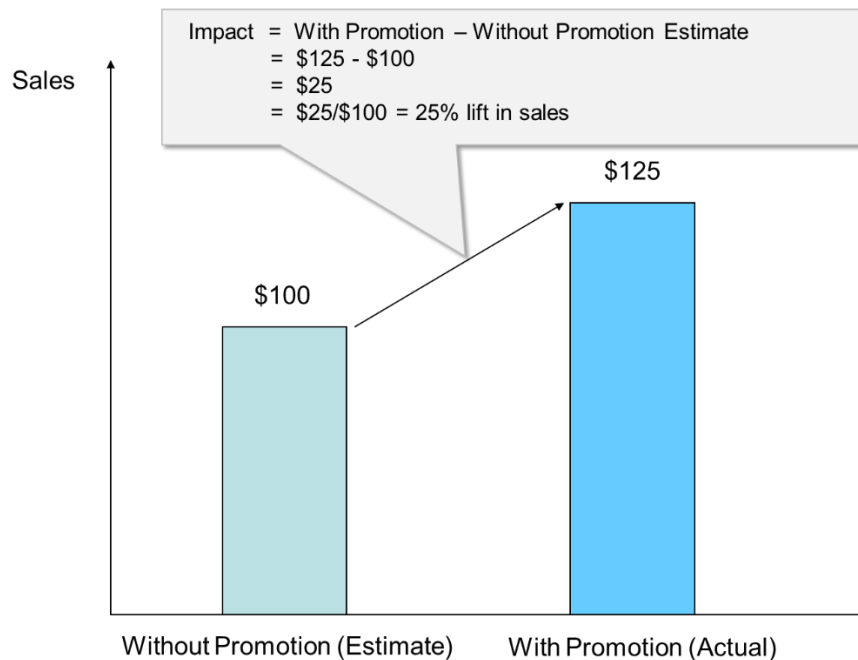 Impact = With Promotion – Without Promotion Estimate
= $125 - $100
= $25
= $25/$100 = 25% lift in sales
Sales
$125
$100
Without Promotion (Estimate)
With Promotion (Actual)